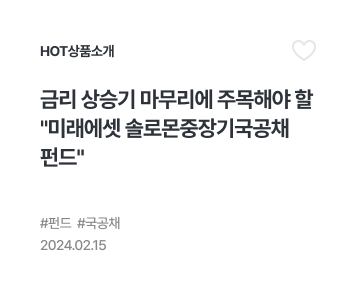 HOT상품소개
금리 상승기 마무리에 주목해야 할
"미래에셋 솔로몬중장기국공채
펀드"
#펀드 #국공채
2024.02.15